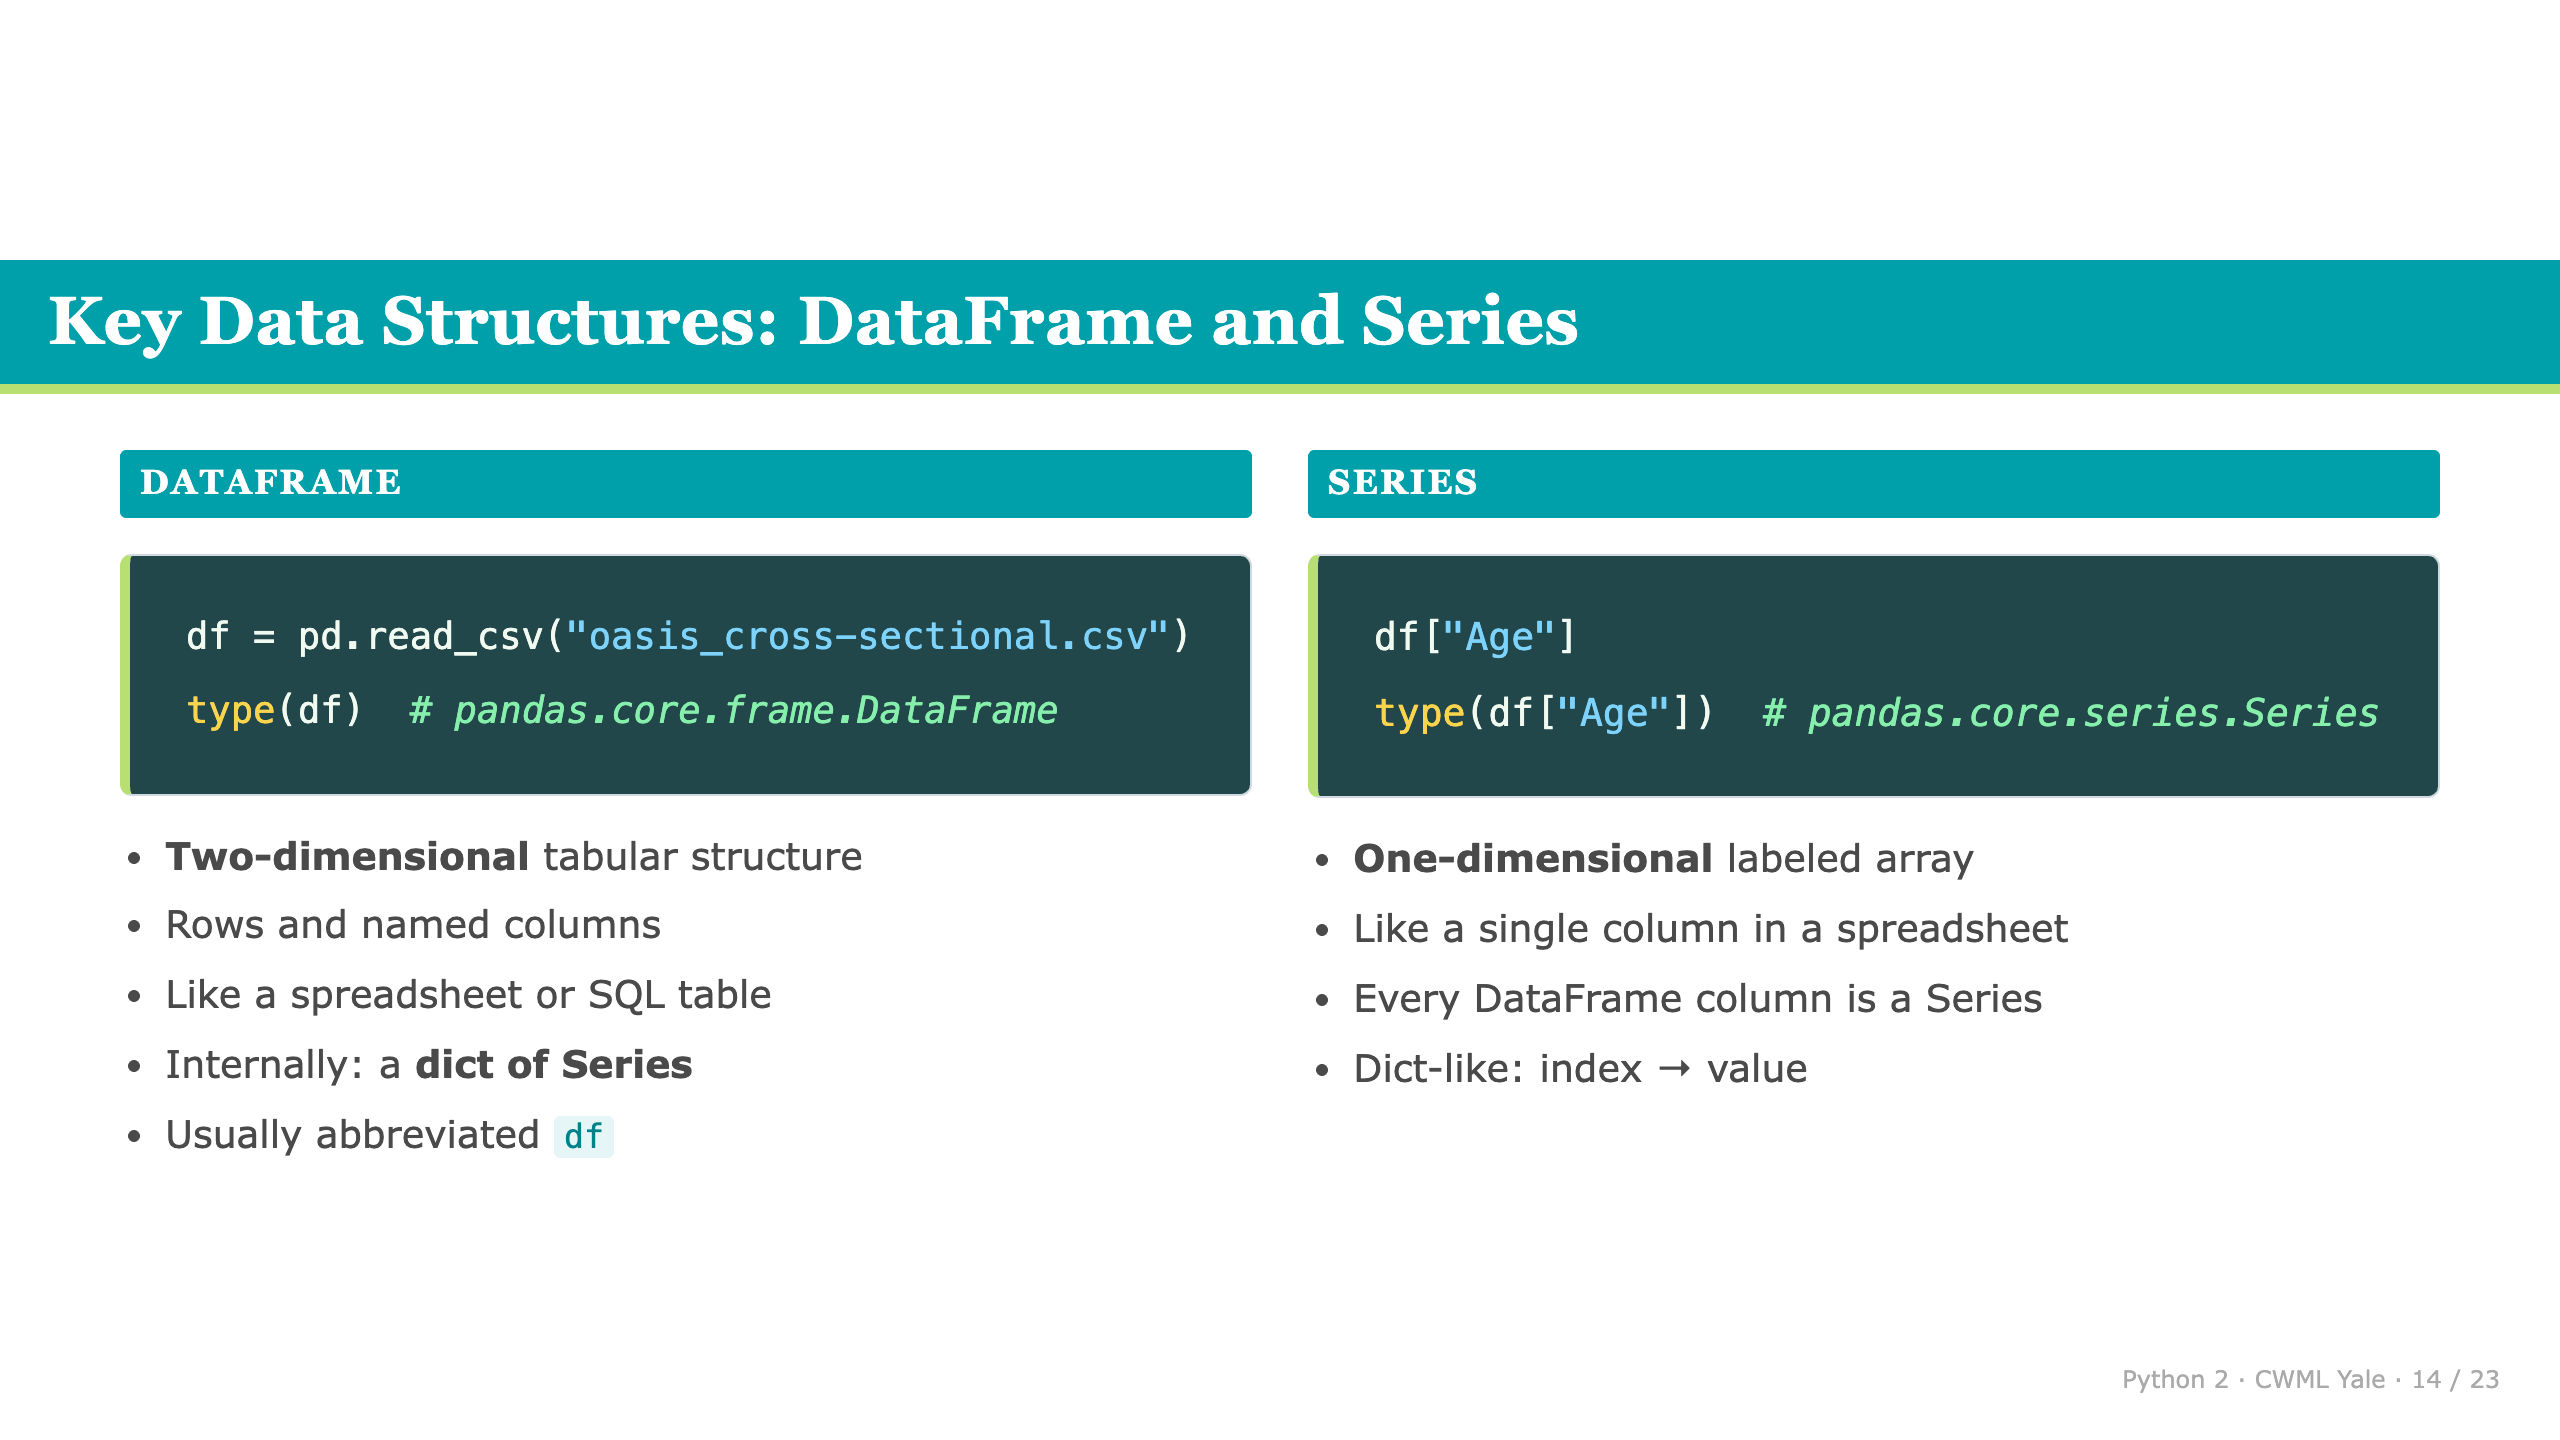 Key Data Structures: DataFrame and Series
DATAFRAME
df = pd.read_csv("oasis_cross-sectional.csv")
type(df)  # pandas.core.frame.DataFrame
• Two-dimensional tabular structure
• Rows and named columns
• Like a spreadsheet or SQL table
• Internally: a dict of Series
• Usually abbreviated df
SERIES
df["Age"]
type(df["Age"])  # pandas.core.series.Series
• One-dimensional labeled array
• Like a single column in a spreadsheet
• Every DataFrame column is a Series
• Dict-like: index → value
Python 2 · CWML Yale · 14 / 23